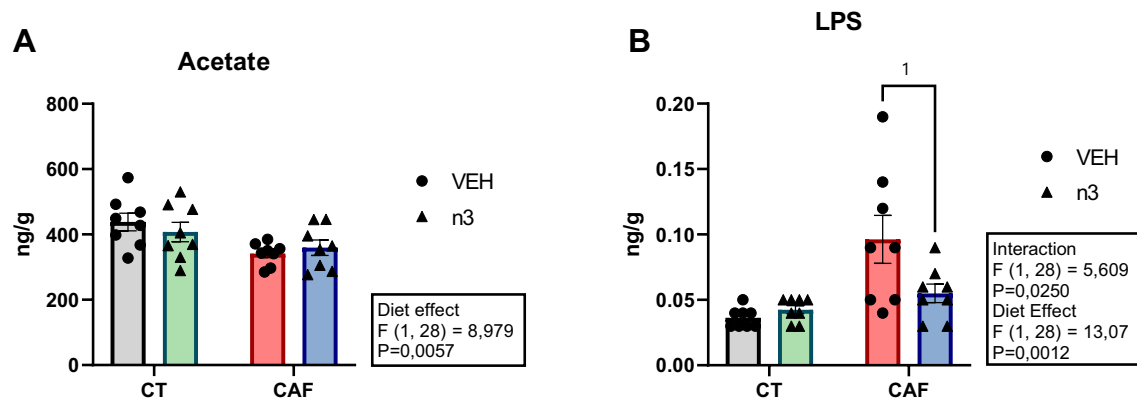 A
Acetate
ng/g
800
600
400
200
0
CT
CAF
VEH
n3
Diet effect
F (1, 28) = 8,979
P=0,0057
B
LPS
1
ng/g
0.20
0.15
0.10
0.05
0.00
CT
CAF
VEH
n3
Interaction
F (1, 28) = 5,609
P=0,0250
Diet Effect
F (1, 28) = 13,07
P=0,0012